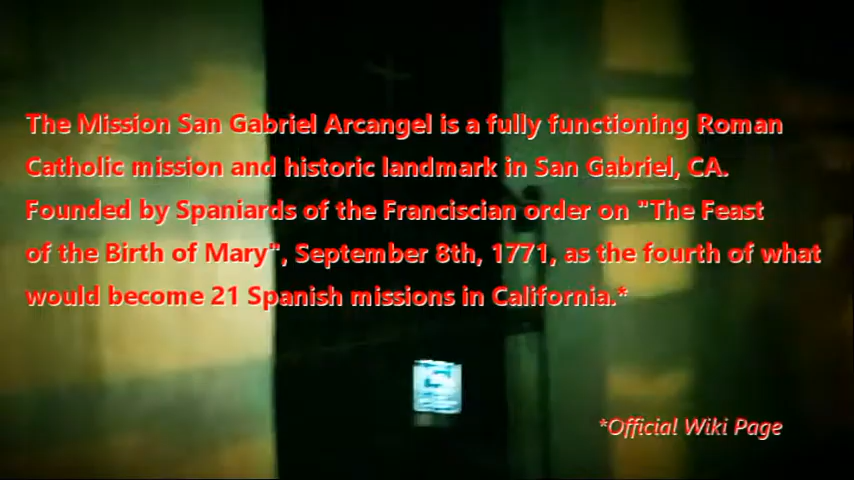 The Mission San Gabriel Arcangel is a fully functioning Roman
Catholic mission and historic landmark in San Gabriel, CA.
Founded by Spaniards of the Franciscian order on "The Feast
of the Birth of Mary", September 8th, 1771, as the fourth of what
would become 21 Spanish missions in California.*
*Official Wiki Page